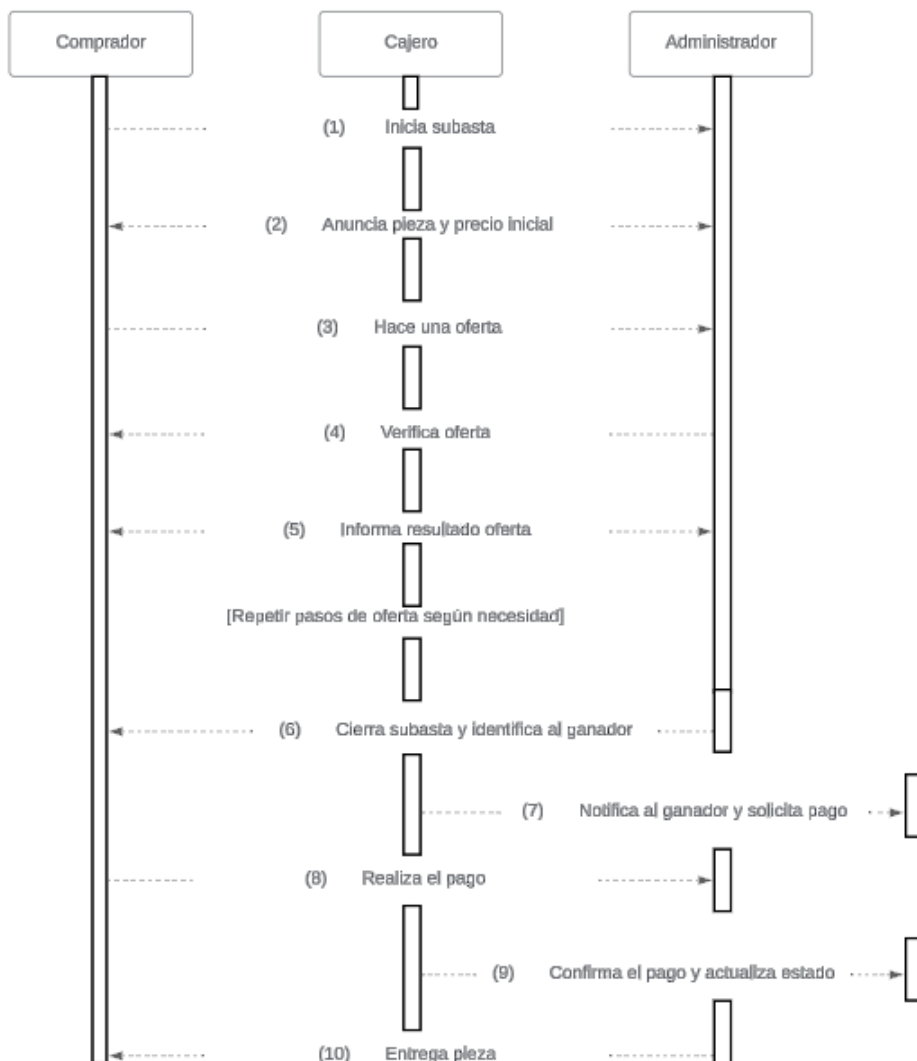 Comprador
Cajero
Administrador
(1) Inicia subasta
(2) Anuncia pieza y precio inicial
(3) Hace una oferta
(4) Verifica oferta
(5) Informa resultado oferta
[Repetir pasos de oferta según necesidad]
(6) Cierra subasta y identifica al ganador
(7) Notifica al ganador y solicita pago
(8) Realiza el pago
(9) Confirma el pago y actualiza estado
(10) Entrega pieza